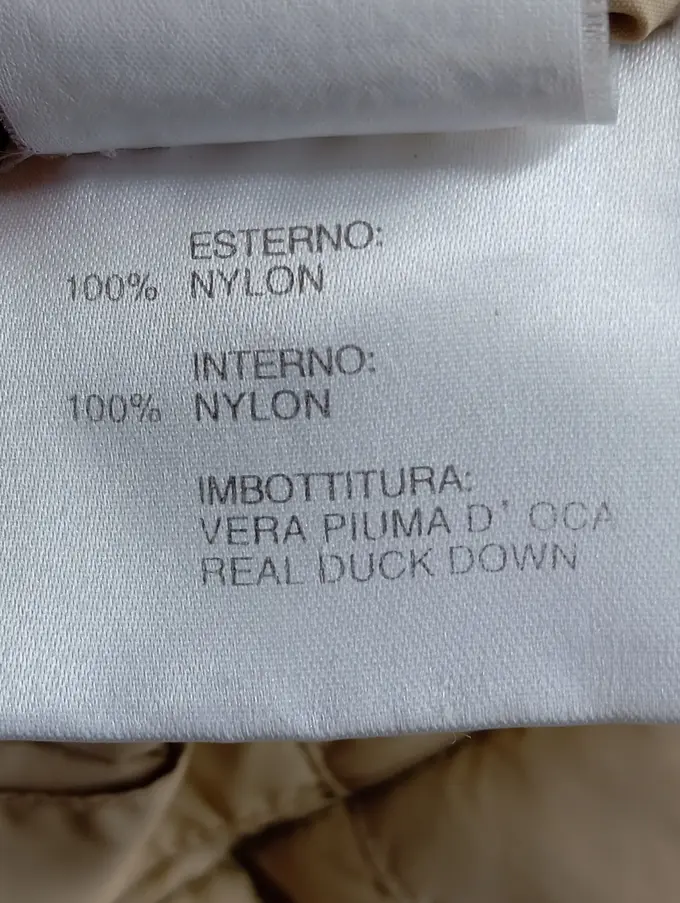 ESTERNO:
100% NYLON
INTERNO:
100% NYLON
IMBOTTITURA:
VERA PIUMA D' OCA
REAL DUCK DOWN